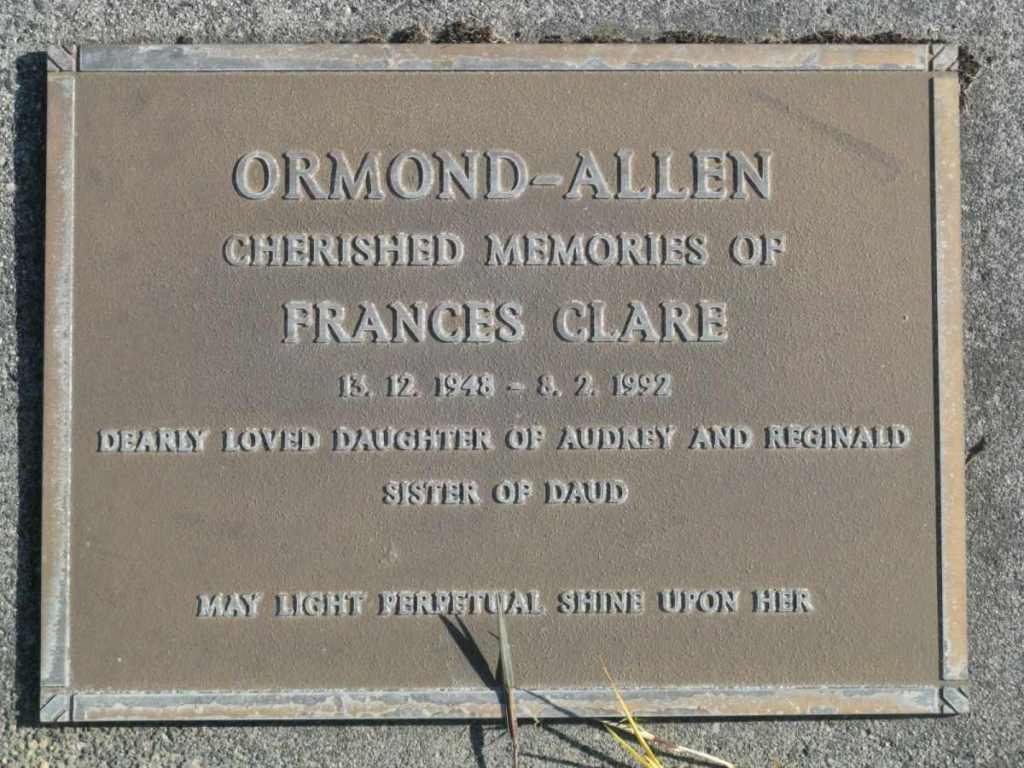 ORMOND-ALLEN
CHERISHED MEMORIES OF
FRANCES CLARE
13. 12. 1948 - 8. 2. 1992
DEARLY LOVED DAUGHTER OF AUDREY AND REGINALD
SISTER OF DAUD
MAY LIGHT PERPETUAL SHINE UPON HER